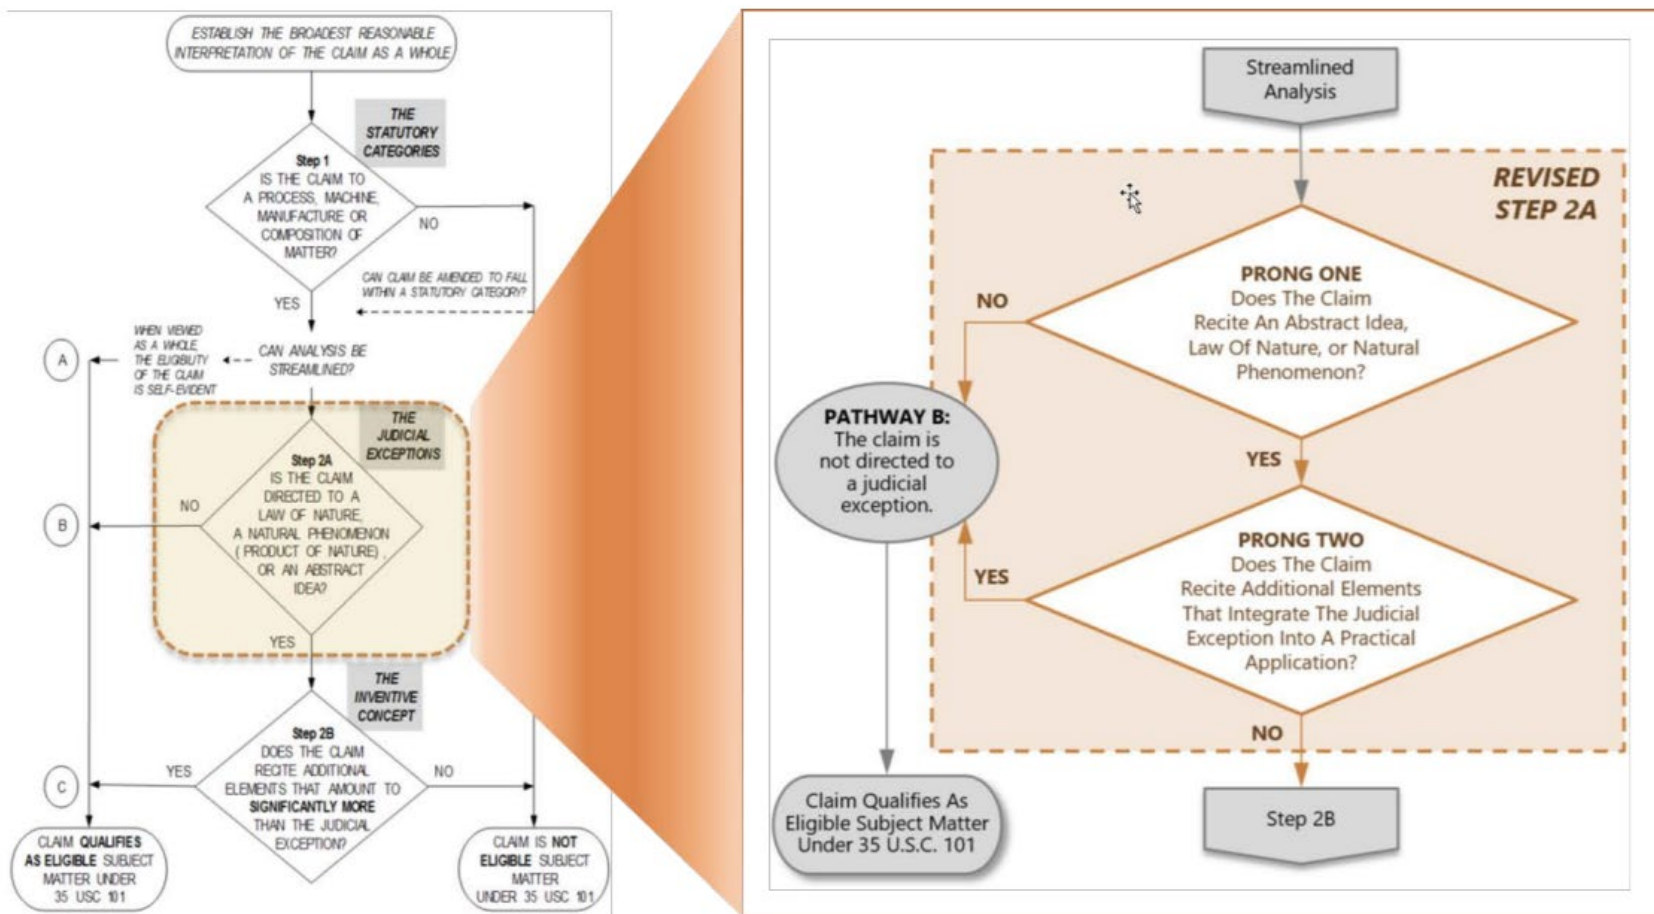 ESTABLISH THE BROADEST REASONABLE
INTERPRETATION OF THE CLAIM AS A WHOLE
THE
STATUTORY
CATEGORIES
Step 1
IS THE CLAIM TO
A PROCESS, MACHINE,
MANUFACTURE OR
COMPOSITION OF
MATTER?
NO
YES
CAN CLAIM BE AMENDED TO FALL
WITHIN A STATUTORY CATEGORY?
CAN ANALYSIS BE
STREAMLINED?
WHEN VIEWED
AS A WHOLE,
THE ELIGIBILITY
OF THE CLAIM
IS SELF-EVIDENT
A
THE
JUDICIAL
EXCEPTIONS
Step 2A
IS THE CLAIM
DIRECTED TO A
LAW OF NATURE,
A NATURAL PHENOMENON
( PRODUCT OF NATURE) ,
OR AN ABSTRACT
IDEA?
NO
B
YES
THE
INVENTIVE
CONCEPT
Step 2B
DOES THE CLAIM
RECITE ADDITIONAL
ELEMENTS THAT AMOUNT TO
SIGNIFICANTLY MORE
THAN THE JUDICIAL
EXCEPTION?
YES
NO
C
CLAIM QUALIFIES
AS ELIGIBLE SUBJECT
MATTER UNDER
35 USC 101
CLAIM IS NOT
ELIGIBLE SUBJECT
MATTER
UNDER 35 USC 101
Streamlined
Analysis
REVISED
STEP 2A
PRONG ONE
Does The Claim
Recite An Abstract Idea,
Law Of Nature, or Natural
Phenomenon?
NO
YES
PATHWAY B:
The claim is
not directed to
a judicial
exception.
PRONG TWO
Does The Claim
Recite Additional Elements
That Integrate The Judicial
Exception Into A Practical
Application?
YES
NO
Claim Qualifies As
Eligible Subject Matter
Under 35 U.S.C. 101
Step 2B